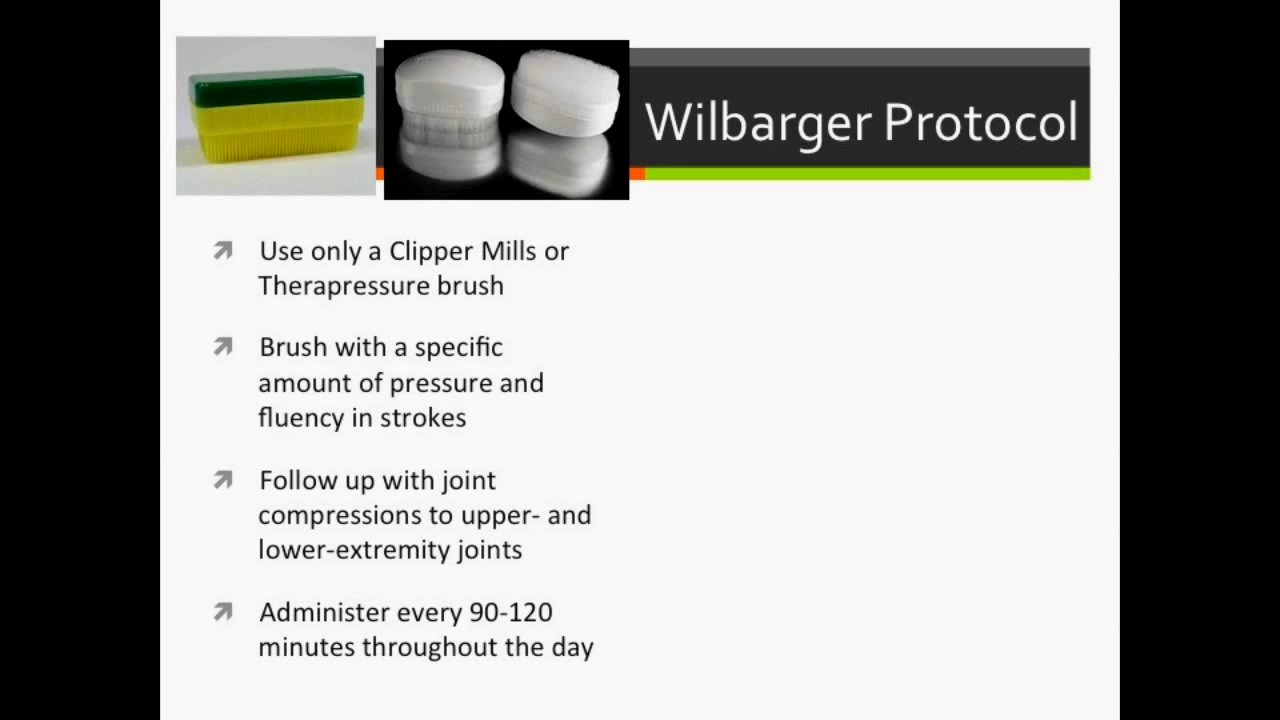 Wilbarger Protocol
Use only a Clipper Mills or
Therapressure brush
Brush with a specific
amount of pressure and
fluency in strokes
Follow up with joint
compressions to upper- and
lower-extremity joints
Administer every 90-120
minutes throughout the day